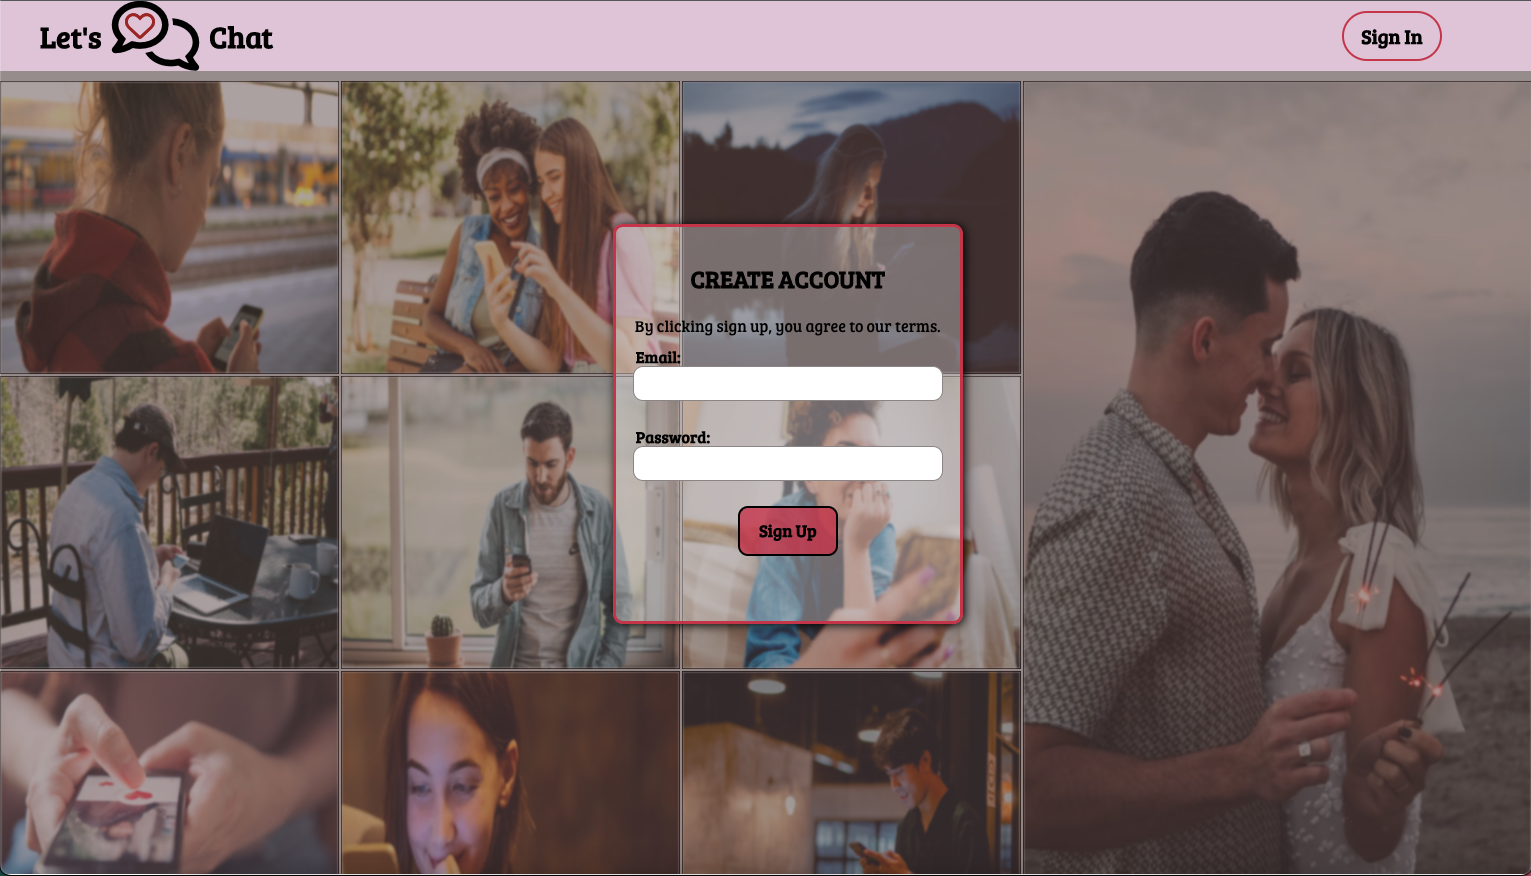 Let's Chat
Sign In
CREATE ACCOUNT
By clicking sign up, you agree to our terms.
Email:
Password:
Sign Up